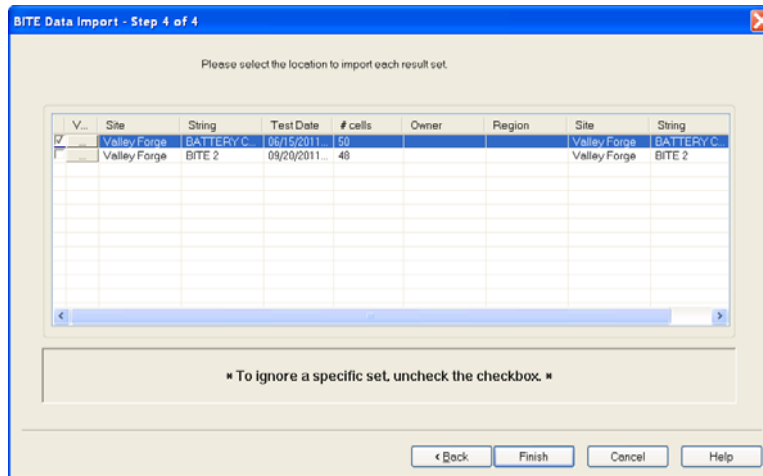 BITE Data Import - Step 4 of 4
Please select the location to import each result set.
V... Site String Test Date # cells Owner Region Site String
... Valley Forge BATTERY C... 06/15/2011... 50 Valley Forge BATTERY C...
... Valley Forge BITE 2 09/20/2011... 48 Valley Forge BITE 2
* To ignore a specific set, uncheck the checkbox. *
< Back Finish Cancel Help